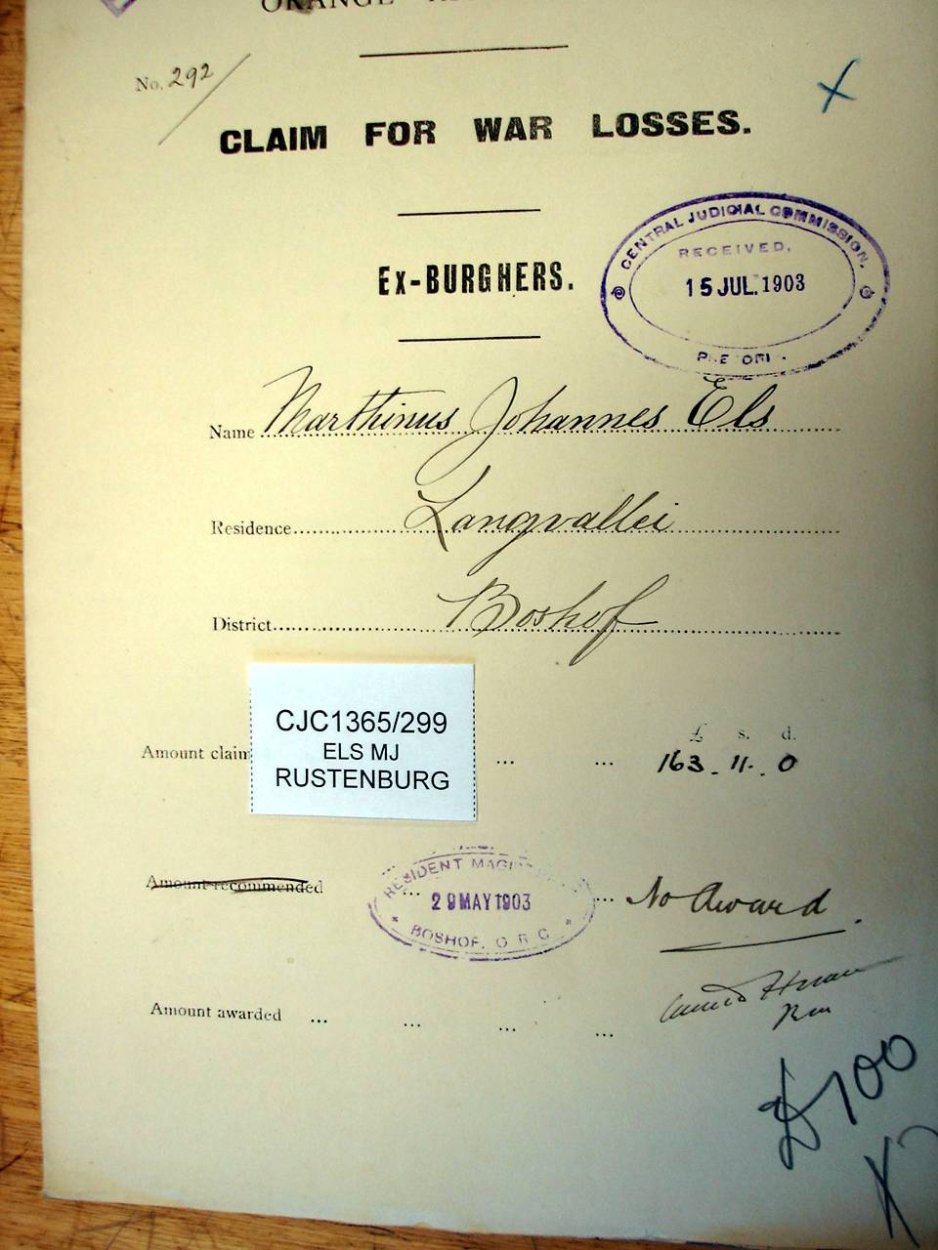 ORANGE
No. 292
CLAIM FOR WAR LOSSES.
CENTRAL JUDICIAL COMMISSION.
RECEIVED.
15 JUL. 1903
Ex-BURGHERS.
Name Marthinus Johannes Els
Residence Langvallei
District Boshof
CJC1365/299
ELS MJ
RUSTENBURG
£ s. d.
Amount claim ... ... 163. 11. 0
RESIDENT
29 MAY 1903
BOSHOF, O R C
Amount recommended ... ... No Award.
RM
Amount awarded ... ... ... ...
£100